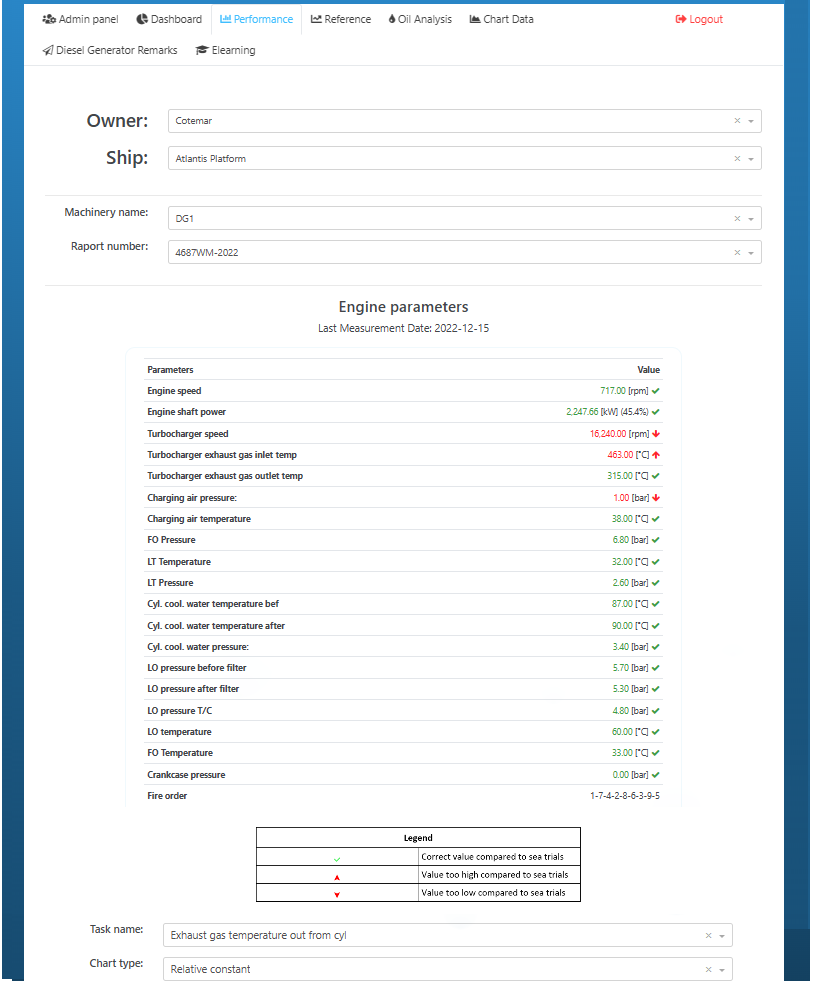 Admin panel Dashboard Performance Reference Oil Analysis Chart Data Logout
Diesel Generator Remarks Elearning
Owner: Cotemar
Ship: Atlantis Platform
Machinery name: DG1
Raport number: 4687WM-2022
Engine parameters
Last Measurement Date: 2022-12-15
Parameters Value
Engine speed 717.00 [rpm]
Engine shaft power 2,247.66 [kW] (45.4%)
Turbocharger speed 16,240.00 [rpm]
Turbocharger exhaust gas inlet temp 463.00 [°C]
Turbocharger exhaust gas outlet temp 315.00 [°C]
Charging air pressure: 1.00 [bar]
Charging air temperature 38.00 [°C]
FO Pressure 6.80 [bar]
LT Temperature 32.00 [°C]
LT Pressure 2.60 [bar]
Cyl. cool. water temperature bef 87.00 [°C]
Cyl. cool. water temperature after 90.00 [°C]
Cyl. cool. water pressure: 3.40 [bar]
LO pressure before filter 5.70 [bar]
LO pressure after filter 5.30 [bar]
LO pressure T/C 4.80 [bar]
LO temperature 60.00 [°C]
FO Temperature 33.00 [°C]
Crankcase pressure 0.00 [bar]
Fire order 1-7-4-2-8-6-3-9-5
Legend
Correct value compared to sea trials
Value too high compared to sea trials
Value too low compared to sea trials
Task name: Exhaust gas temperature out from cyl
Chart type: Relative constant